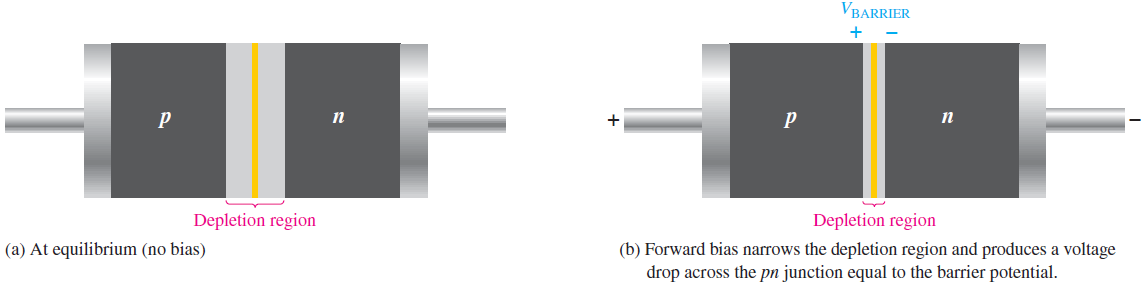 V_BARRIER
+ −
p n
+ p n −
Depletion region
Depletion region
(a) At equilibrium (no bias)
(b) Forward bias narrows the depletion region and produces a voltage
drop across the pn junction equal to the barrier potential.